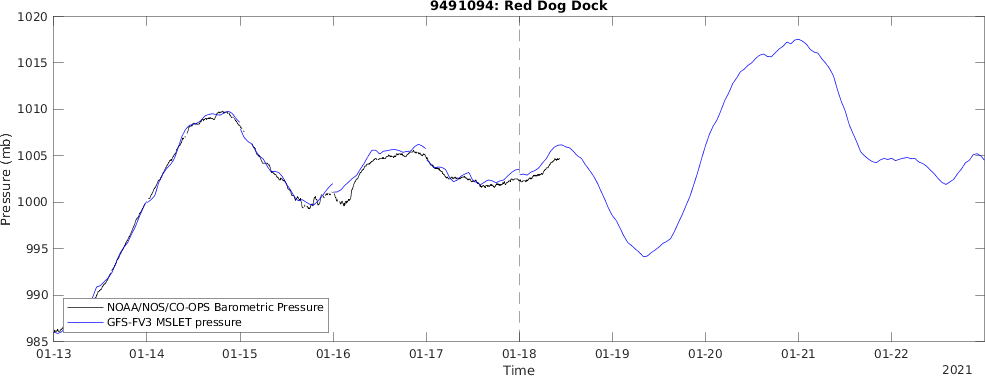 9491094: Red Dog Dock
1020
1015
1010
1005
1000
995
990
985
Pressure (mb)
NOAA/NOS/CO-OPS Barometric Pressure
GFS-FV3 MSLET pressure
01-13 01-14 01-15 01-16 01-17 01-18 01-19 01-20 01-21 01-22
Time
2021